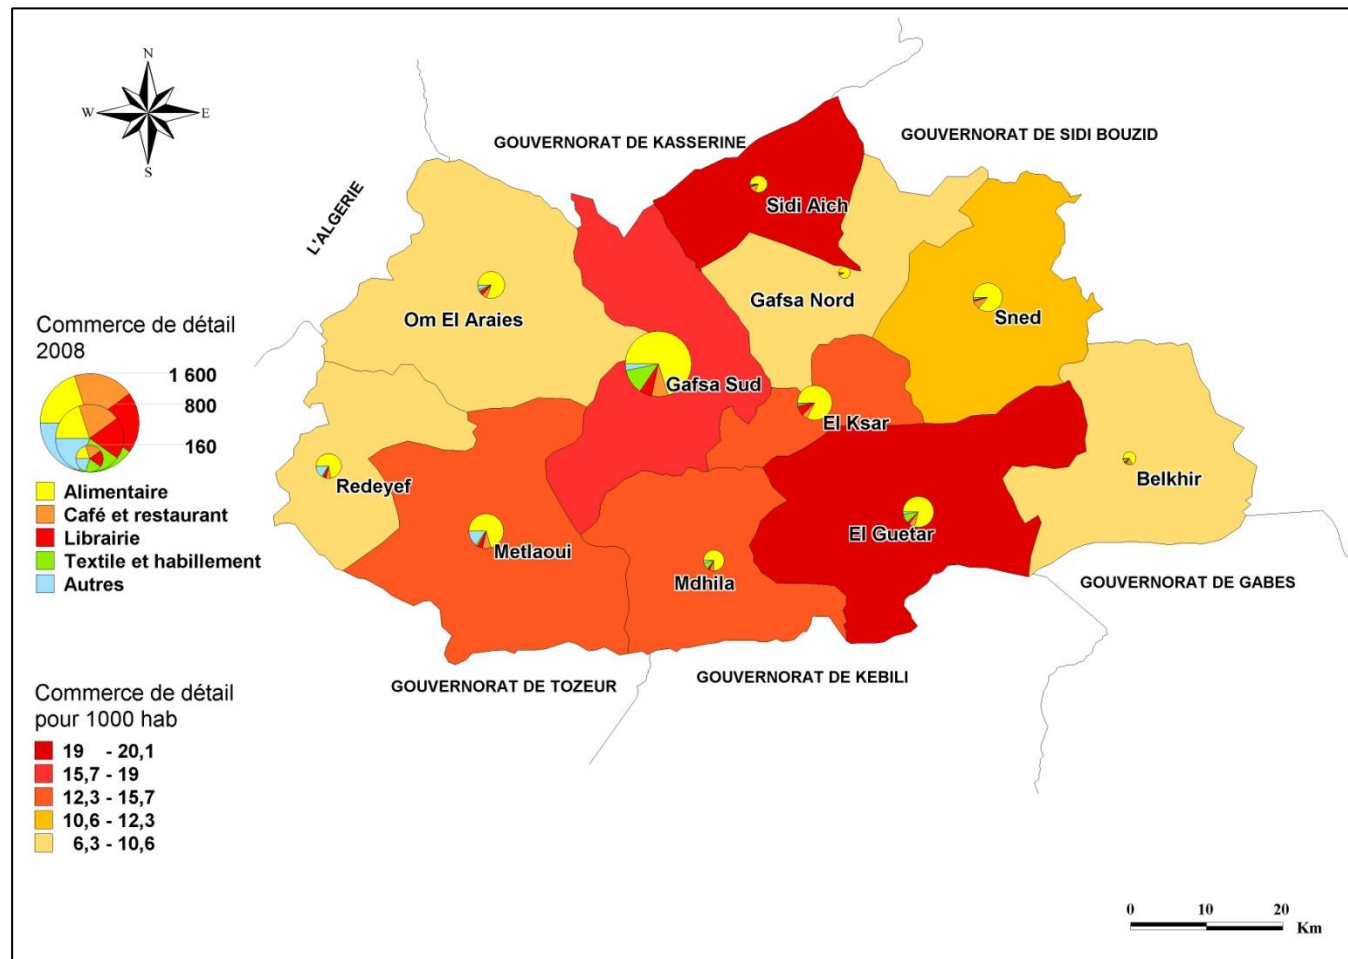 N
W
E
S
GOUVERNORAT DE KASSERINE
GOUVERNORAT DE SIDI BOUZID
L'ALGERIE
Sidi Aich
Gafsa Nord
Om El Araies
Sned
Gafsa Sud
El Ksar
Redeyef
Belkhir
Metlaoui
El Guetar
Mdhila
GOUVERNORAT DE GABES
GOUVERNORAT DE TOZEUR
GOUVERNORAT DE KEBILI
Commerce de détail
2008
1 600
800
160
Alimentaire
Café et restaurant
Librairie
Textile et habillement
Autres
Commerce de détail
pour 1000 hab
19 - 20,1
15,7 - 19
12,3 - 15,7
10,6 - 12,3
6,3 - 10,6
0 10 20
Km